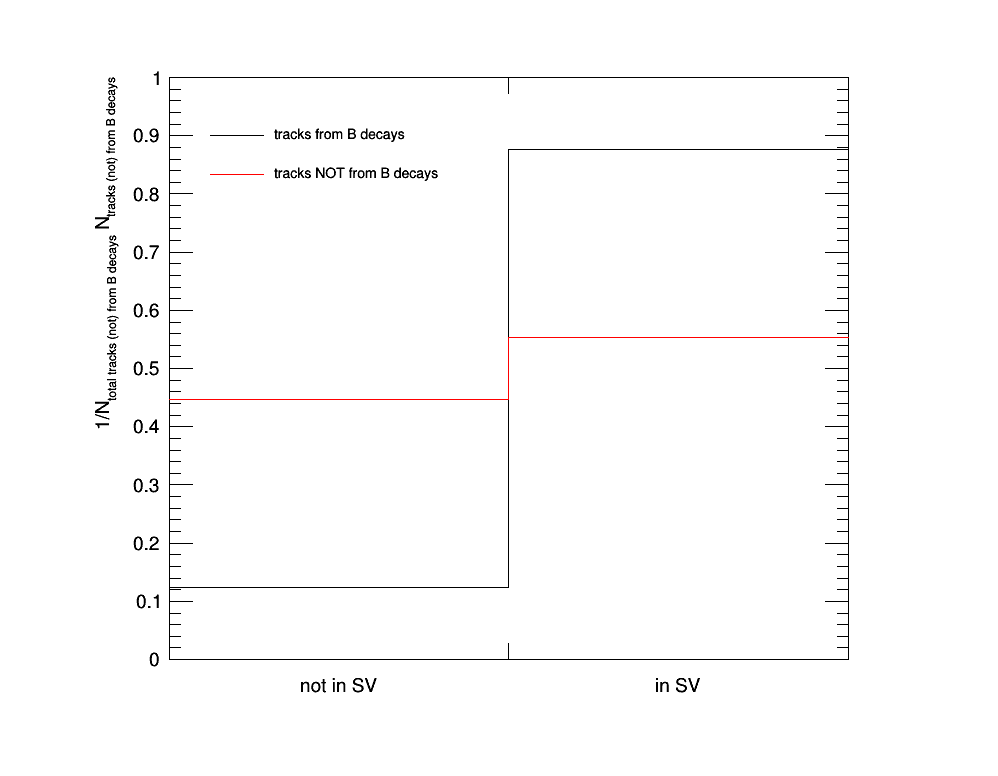 1/N_total tracks (not) from B decays N_tracks (not) from B decays
1
0.9
0.8
0.7
0.6
0.5
0.4
0.3
0.2
0.1
0
tracks from B decays
tracks NOT from B decays
not in SV
in SV